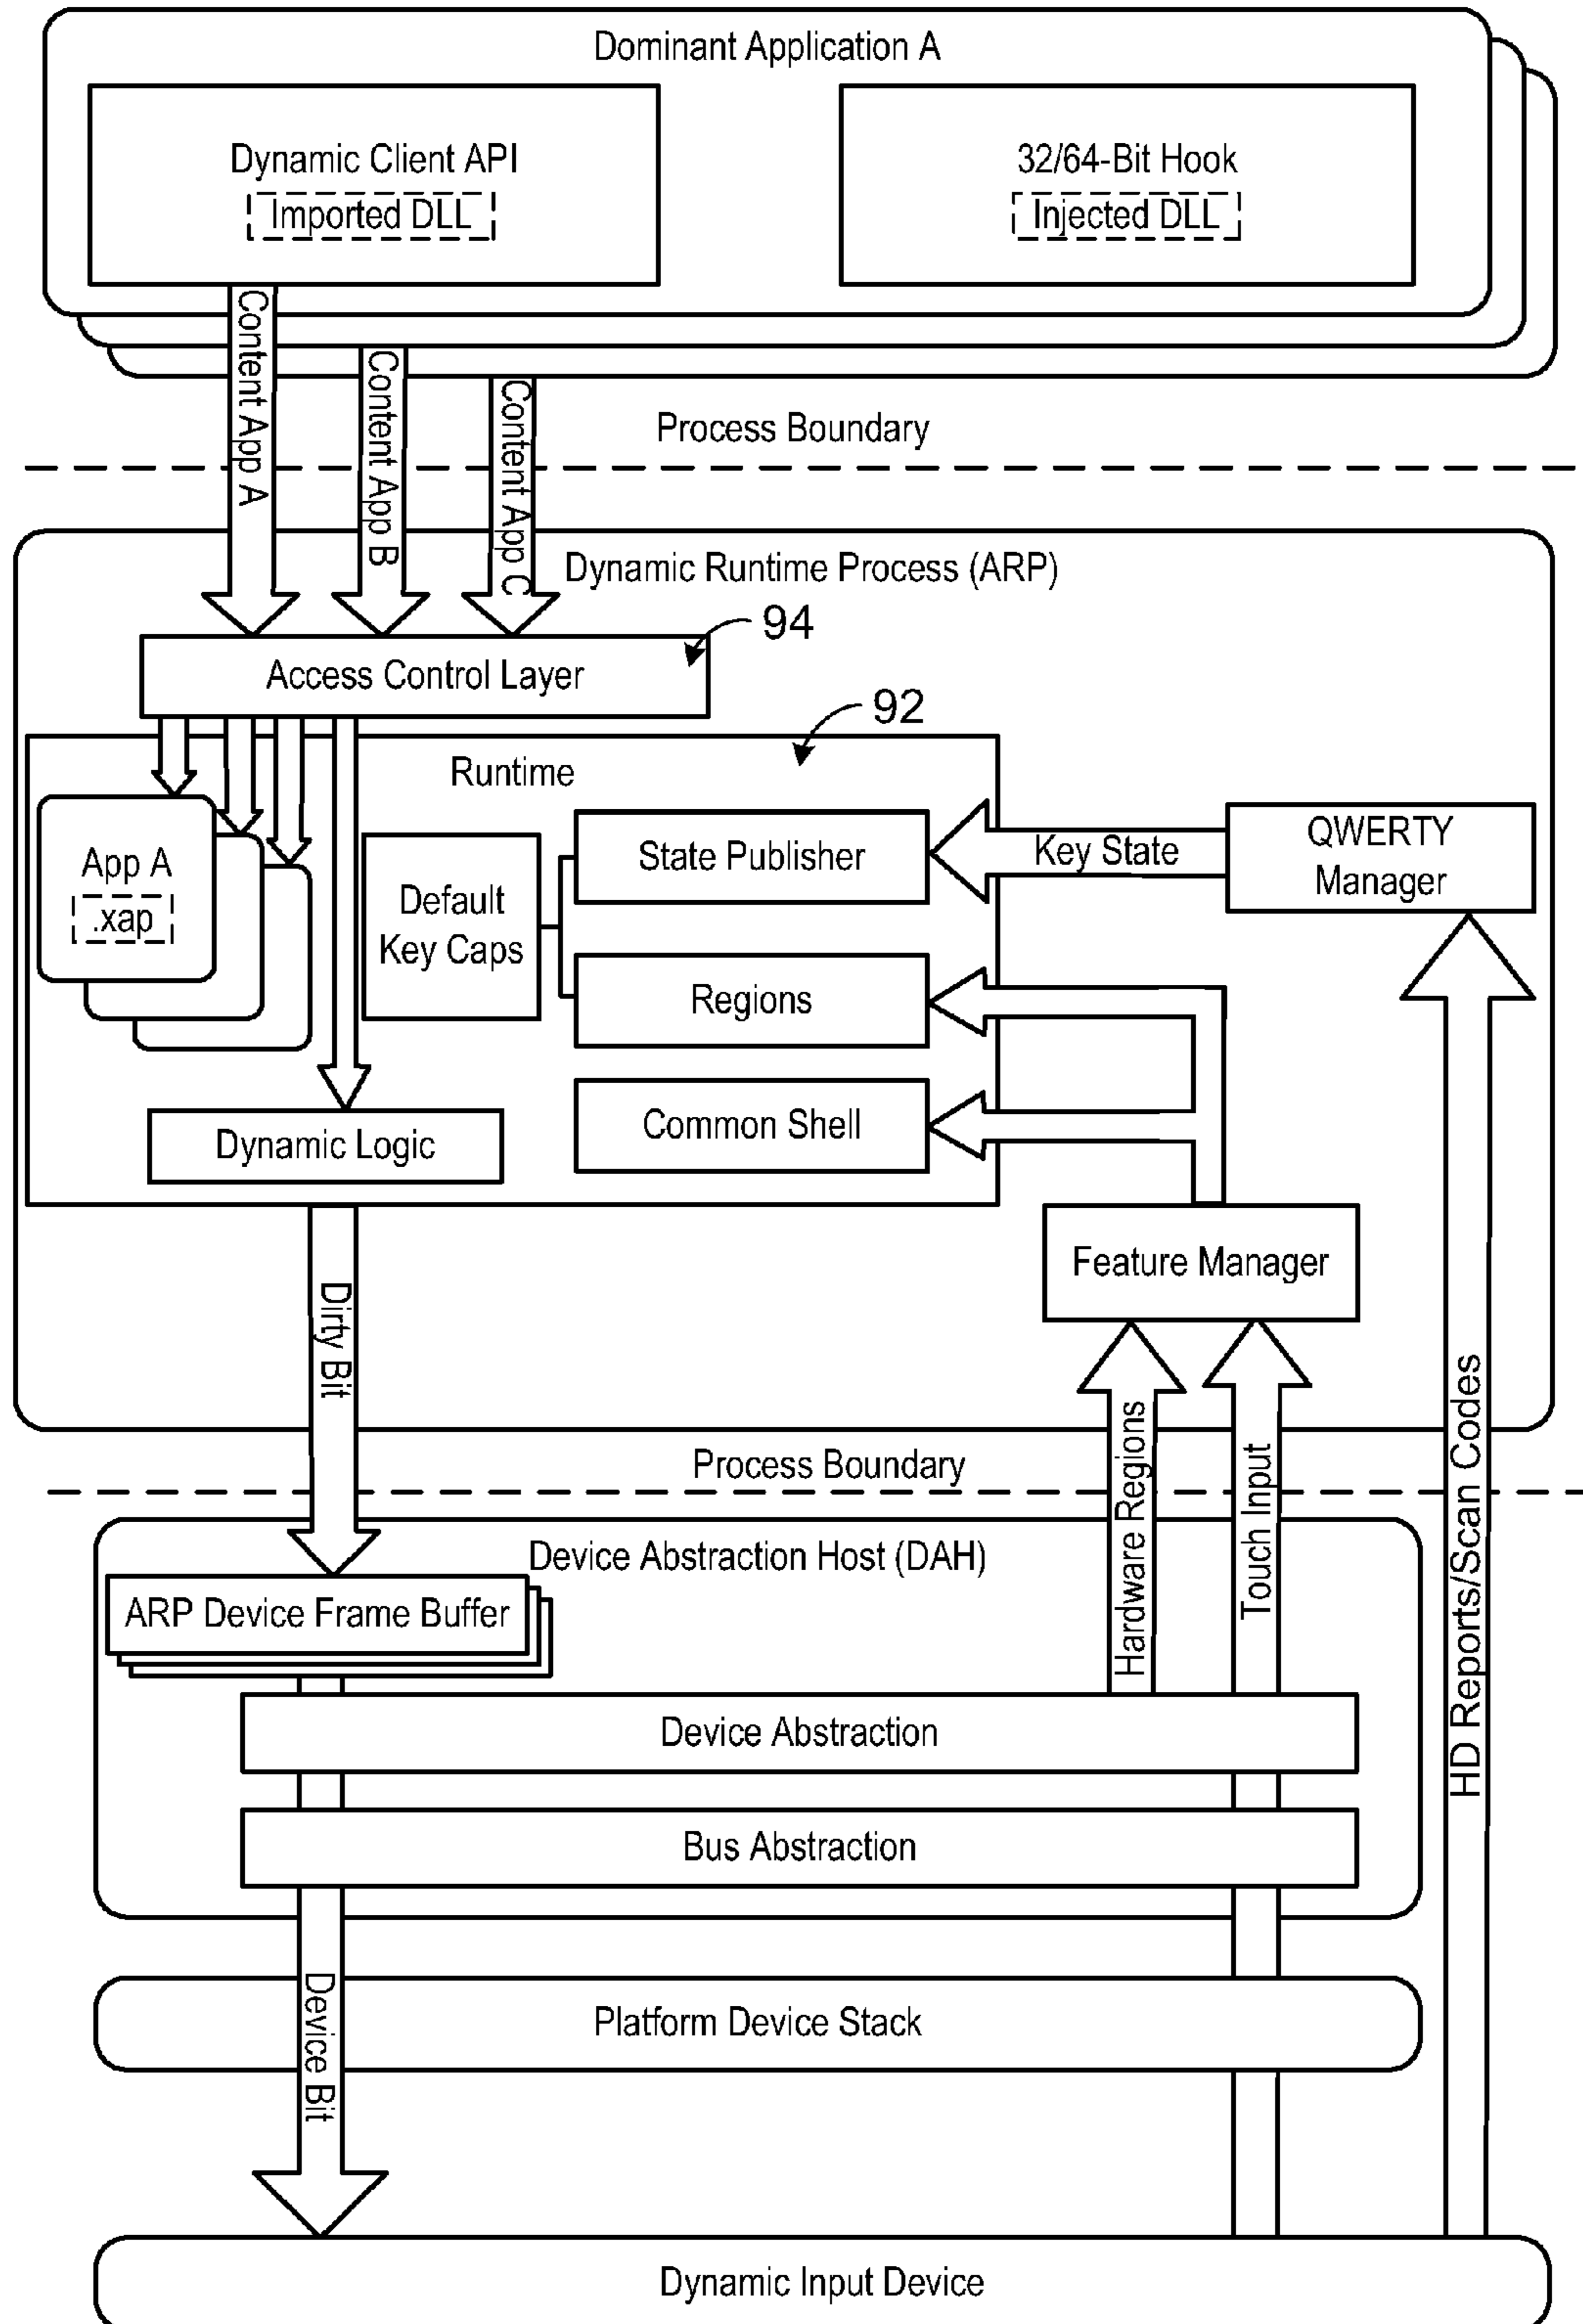 Dominant Application A
Dynamic Client API
Imported DLL
32/64-Bit Hook
Injected DLL
Content App A
Content App B
Content App C
Process Boundary
Dynamic Runtime Process (ARP)
94
Access Control Layer
92
Runtime
App A
.xap
Default
Key Caps
State Publisher
Key State
QWERTY
Manager
Regions
Common Shell
Dynamic Logic
Feature Manager
Dirty Bit
Hardware Regions
Touch Input
HD Reports/Scan Codes
Process Boundary
Device Abstraction Host (DAH)
ARP Device Frame Buffer
Device Abstraction
Bus Abstraction
Device Bit
Platform Device Stack
Dynamic Input Device